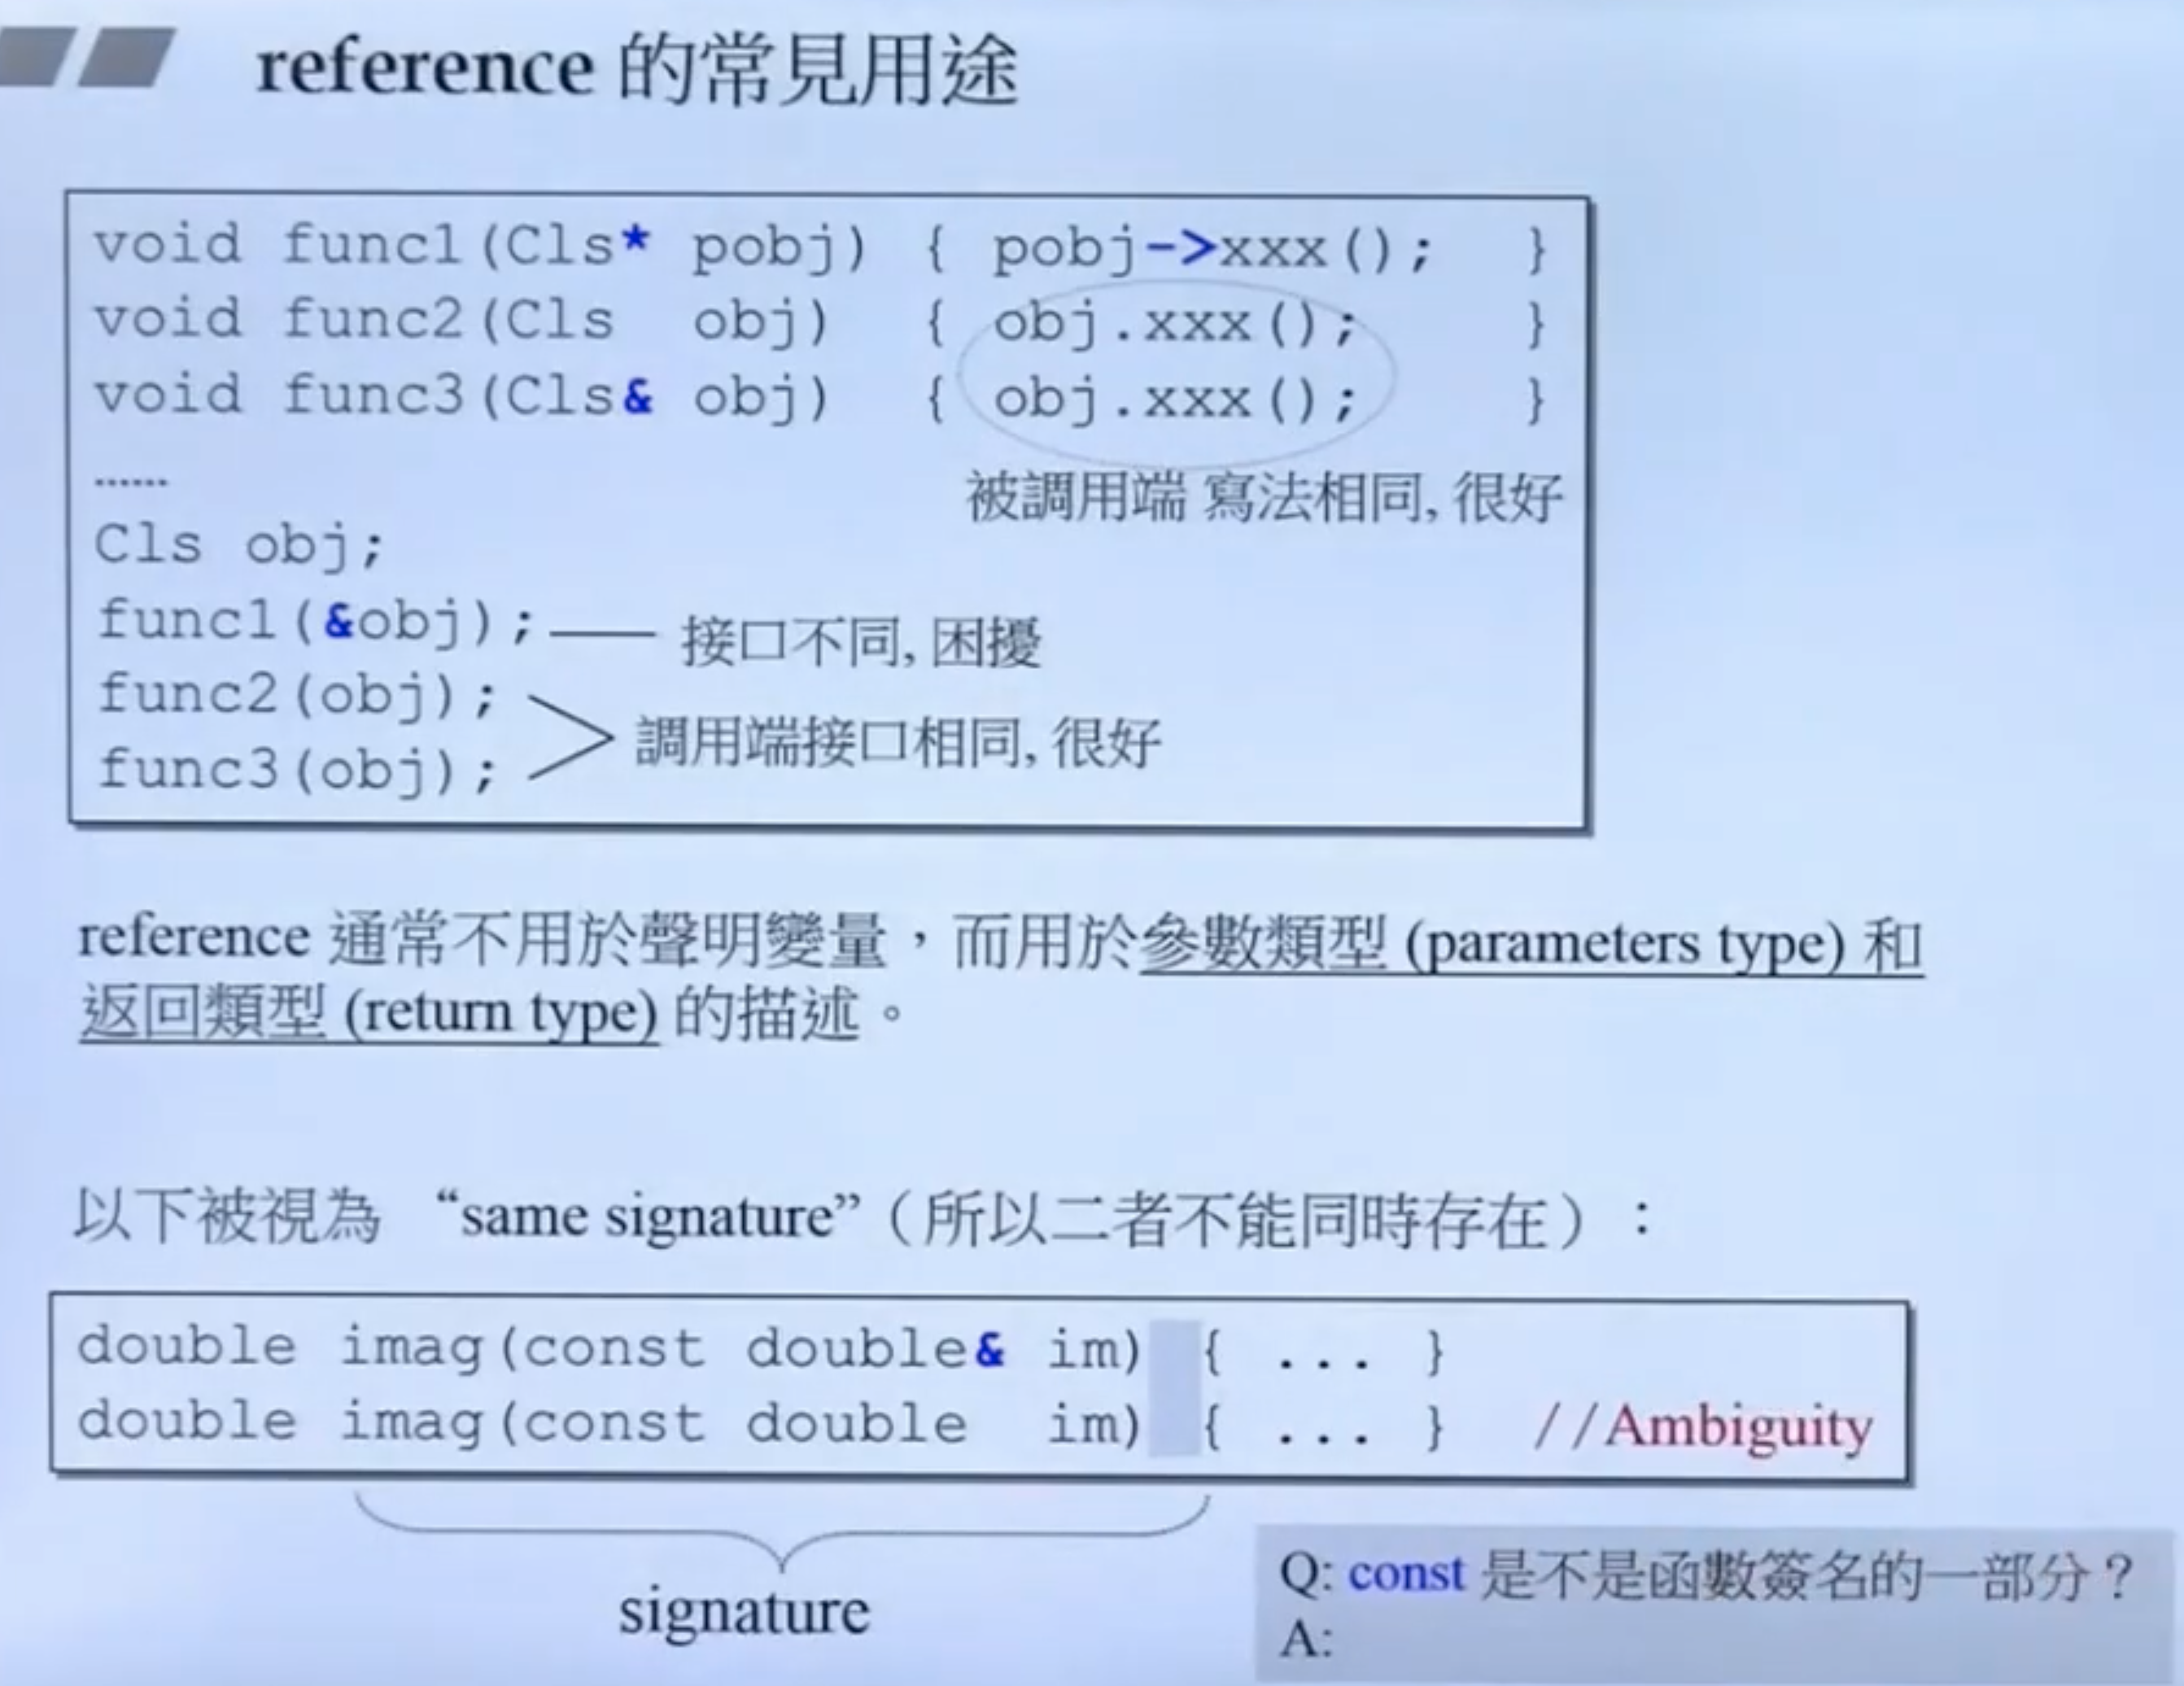 reference 的常見用途
void func1(Cls* pobj) { pobj->xxx(); }
void func2(Cls obj) { obj.xxx(); }
void func3(Cls& obj) { obj.xxx(); }
......
被調用端 寫法相同, 很好
Cls obj;
func1(&obj); 接口不同, 困擾
func2(obj);
調用端接口相同, 很好
func3(obj);
reference 通常不用於聲明變量，而用於參數類型 (parameters type) 和
返回類型 (return type) 的描述。
以下被視為 “same signature”（所以二者不能同時存在）：
double imag(const double& im) { ... }
double imag(const double im) { ... } //Ambiguity
signature
Q: const 是不是函數簽名的一部分？
A: